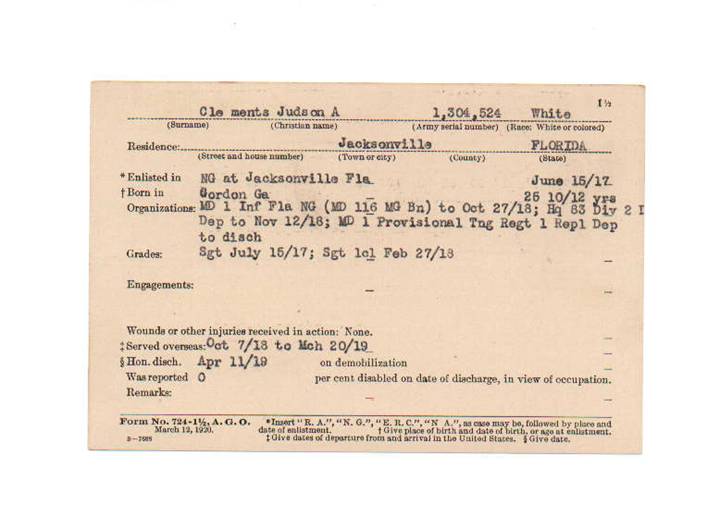 1½
Cle ments Judson A 1,304,524 White
(Surname) (Christian name) (Army serial number) (Race: White or colored)
Residence: Jacksonville FLORIDA
(Street and house number) (Town or city) (County) (State)
* Enlisted in NG at Jacksonville Fla June 15/17
† Born in Gordon Ga 25 10/12 yrs
Organizations: MD 1 Inf Fla NG (MD 116 MG Bn) to Oct 27/18; Hq 83 Div 2 D
Dep to Nov 12/18; MD 1 Provisional Tng Regt 1 Repl Dep
to disch
Grades: Sgt July 15/17; Sgt 1cl Feb 27/18
Engagements:
Wounds or other injuries received in action: None.
‡ Served overseas: Oct 7/18 to Mch 20/19
§ Hon. disch. Apr 11/19 on demobilization
Was reported 0 per cent disabled on date of discharge, in view of occupation.
Remarks:
Form No. 724-1½, A. G. O. *Insert "R. A.", "N. G.", "E. R. C.", "N A.", as case may be, followed by place and
March 12, 1920. date of enlistment. † Give place of birth and date of birth, or age at enlistment.
3—7688 ‡ Give dates of departure from and arrival in the United States. § Give date.